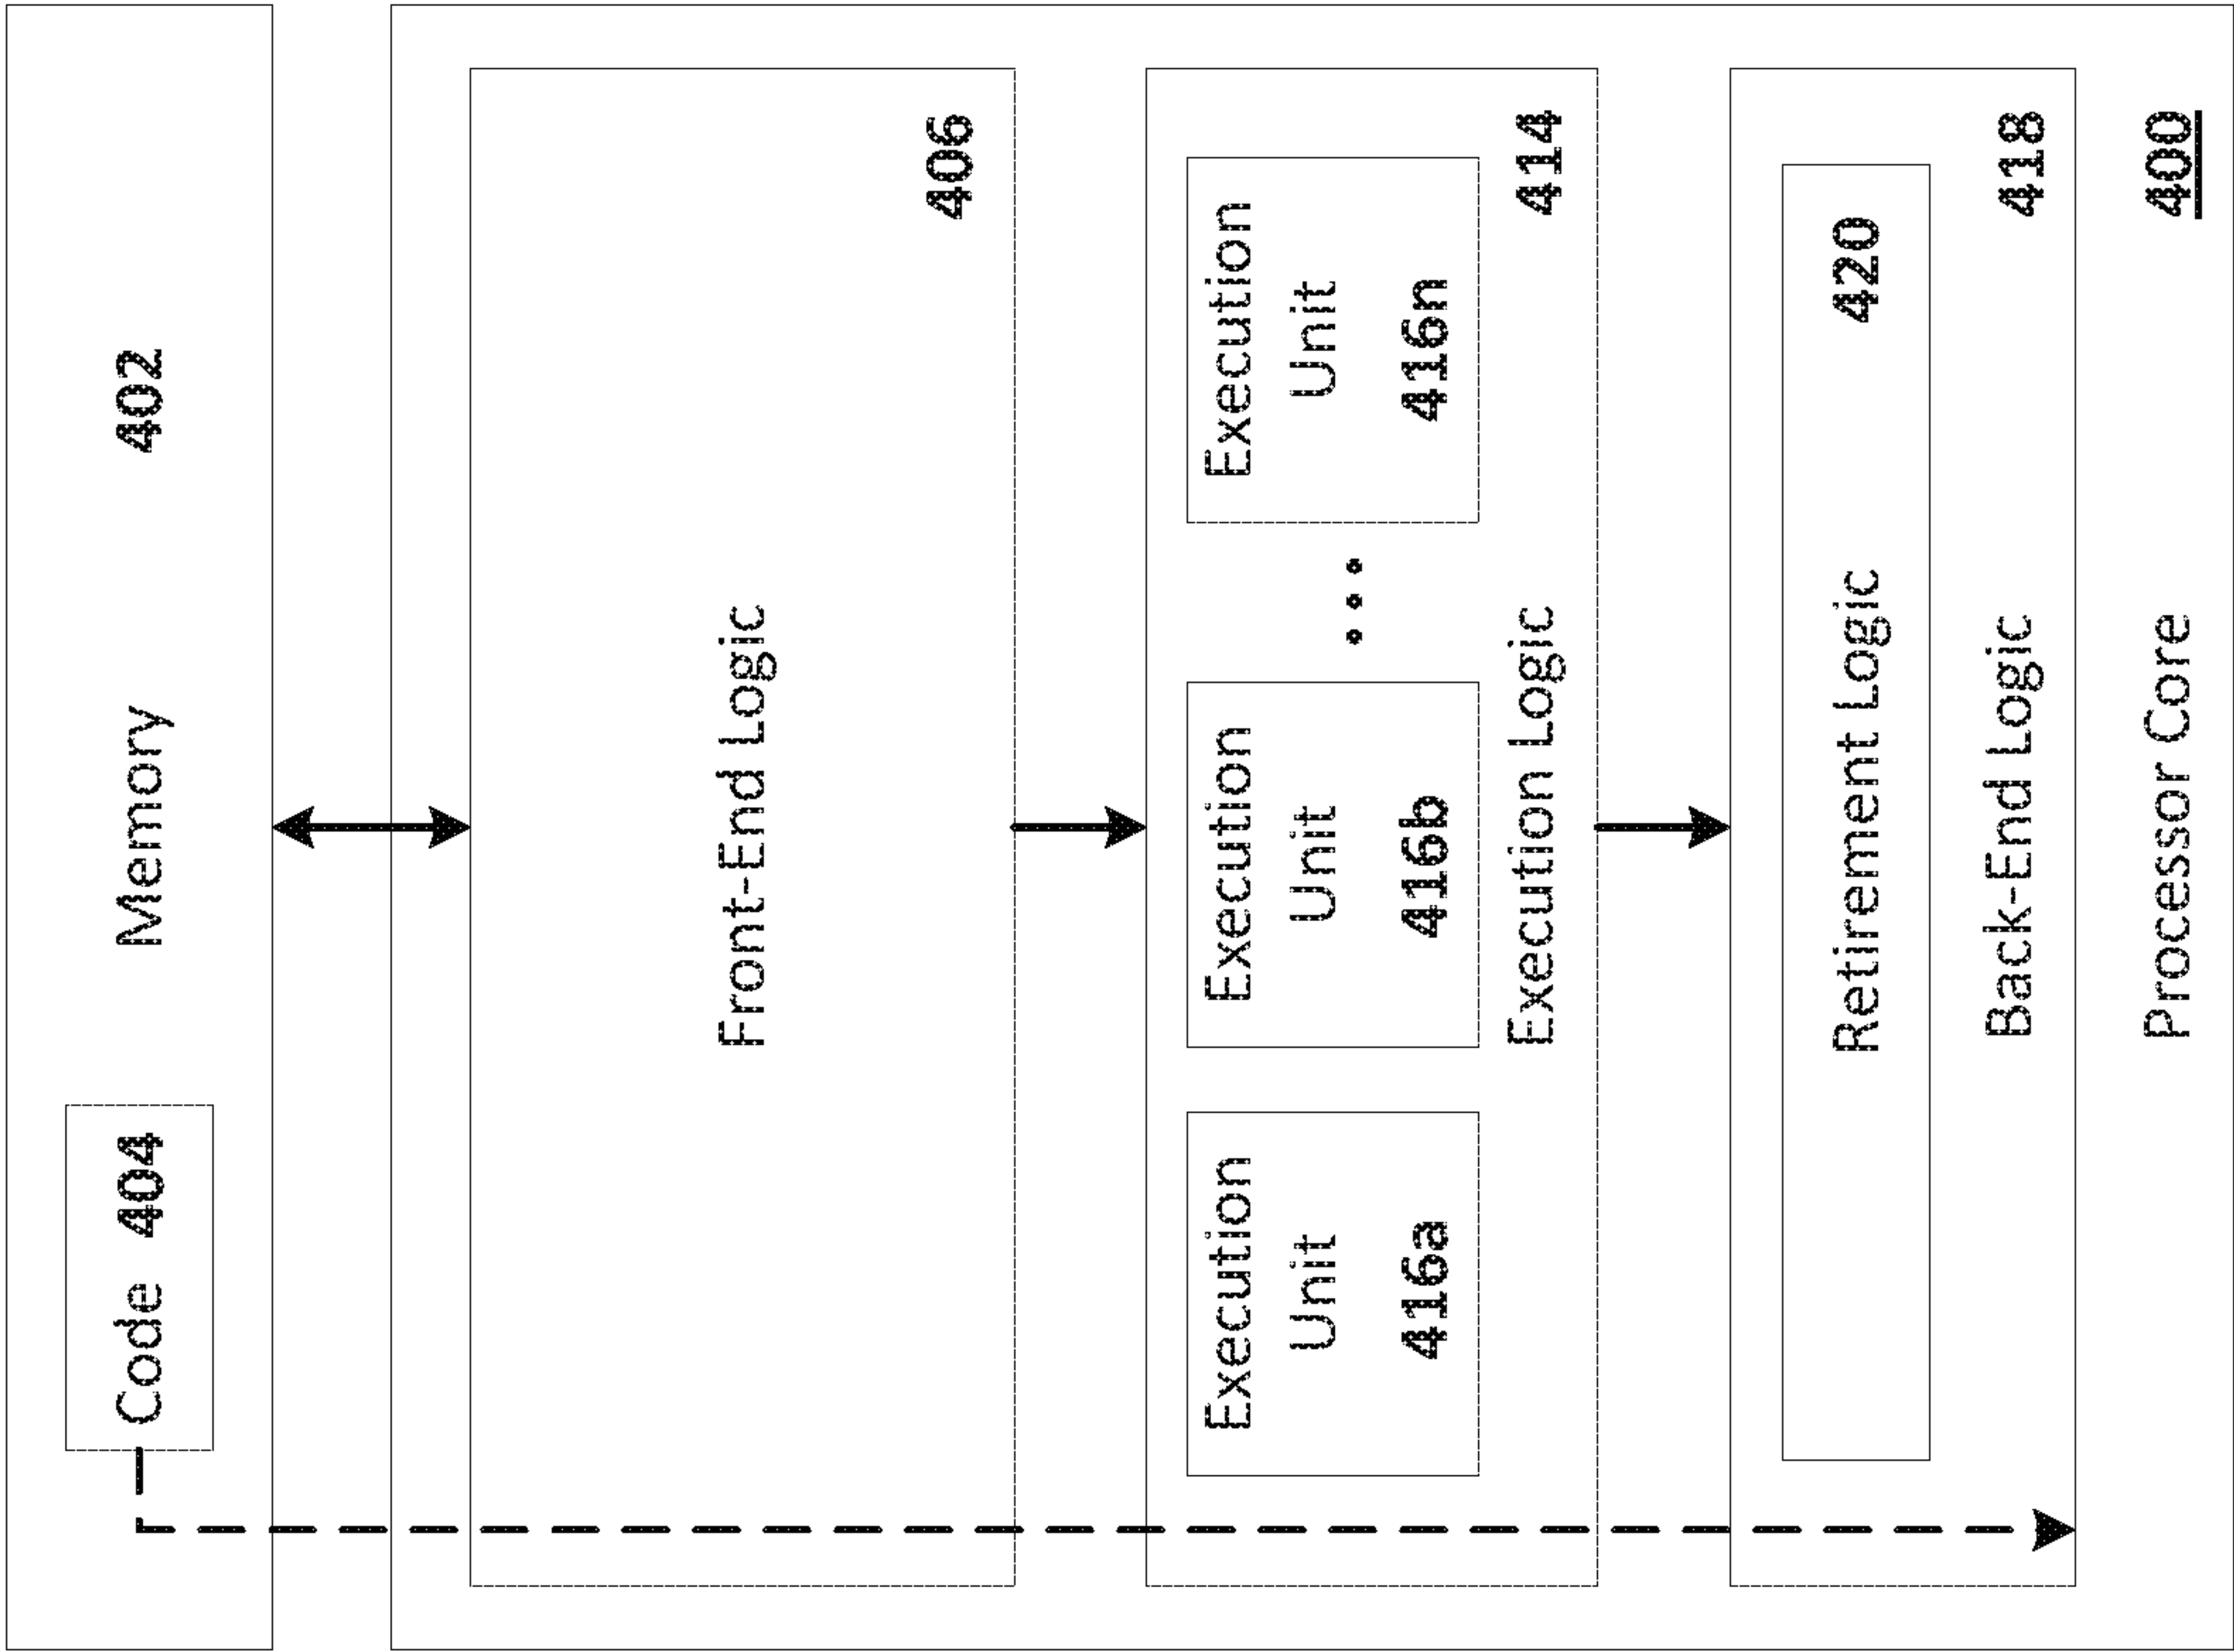 Memory 402
Code 404
Front-End Logic
406
Execution
Unit
416a
Execution
Unit
416b
Execution
Unit
416n
Execution Logic 414
Retirement Logic 420
Back-End Logic 418
Processor Core 400